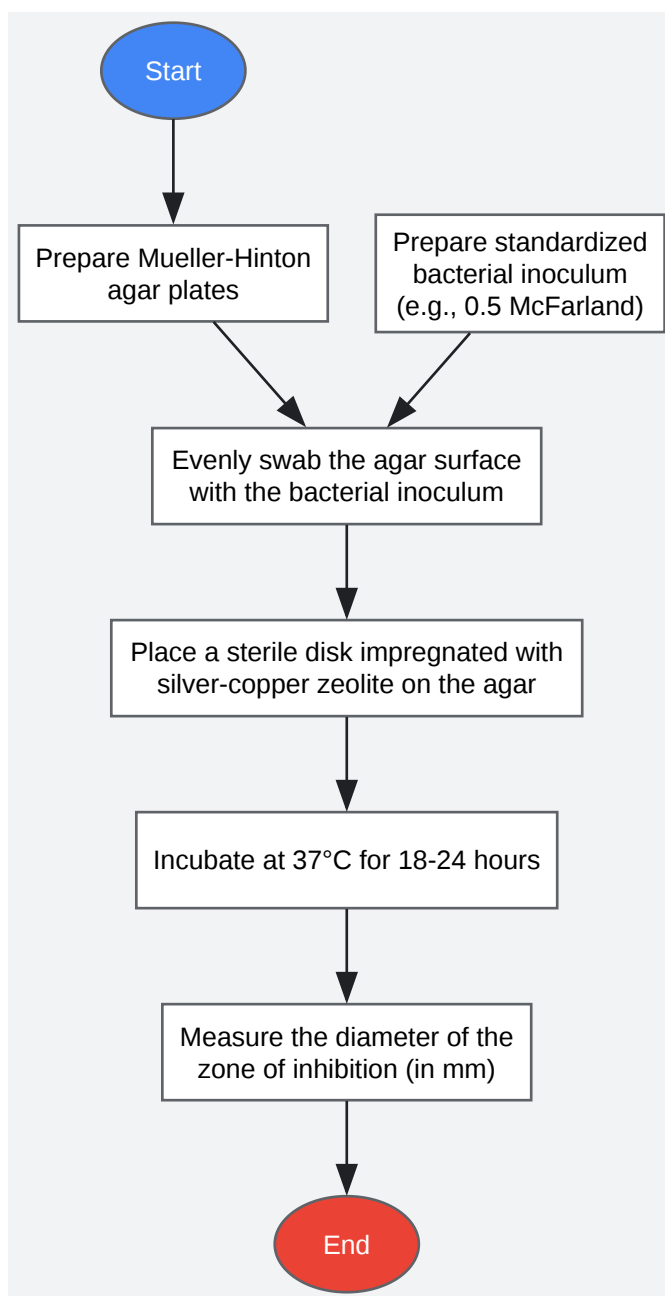 Start
Prepare Mueller-Hinton
agar plates
Prepare standardized
bacterial inoculum
(e.g., 0.5 McFarland)
Evenly swab the agar surface
with the bacterial inoculum
Place a sterile disk impregnated with
silver-copper zeolite on the agar
Incubate at 37°C for 18-24 hours
Measure the diameter of the
zone of inhibition (in mm)
End